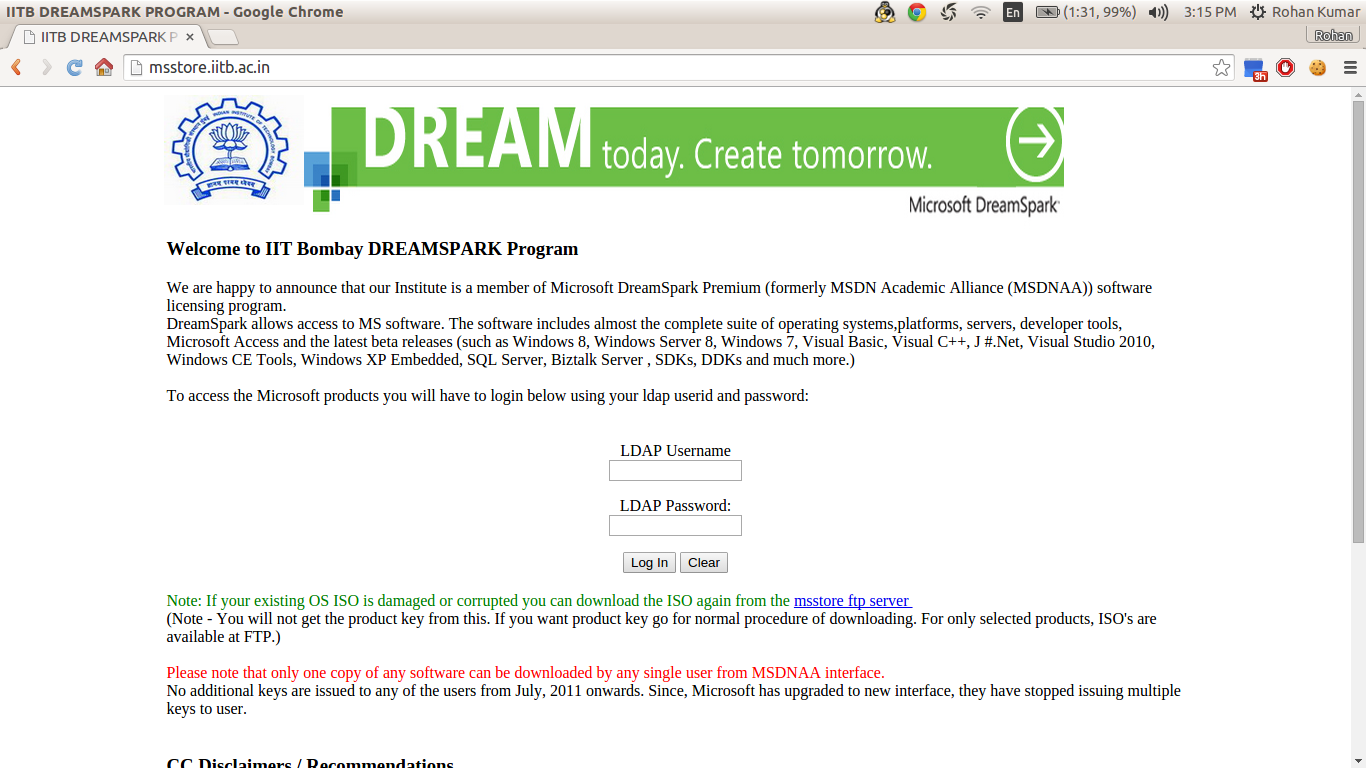 IITB DREAMSPARK PROGRAM - Google Chrome
En
(1:31, 99%)
3:15 PM
Rohan Kumar
IITB DREAMSPARK P
Rohan
msstore.iitb.ac.in
3h
INDIAN INSTITUTE OF TECHNOLOGY BOMBAY
DREAM today. Create tomorrow.
Microsoft DreamSpark
Welcome to IIT Bombay DREAMSPARK Program
We are happy to announce that our Institute is a member of Microsoft DreamSpark Premium (formerly MSDN Academic Alliance (MSDNAA)) software
licensing program.
DreamSpark allows access to MS software. The software includes almost the complete suite of operating systems,platforms, servers, developer tools,
Microsoft Access and the latest beta releases (such as Windows 8, Windows Server 8, Windows 7, Visual Basic, Visual C++, J #.Net, Visual Studio 2010,
Windows CE Tools, Windows XP Embedded, SQL Server, Biztalk Server , SDKs, DDKs and much more.)
To access the Microsoft products you will have to login below using your ldap userid and password:
LDAP Username
LDAP Password:
Log In Clear
Note: If your existing OS ISO is damaged or corrupted you can download the ISO again from the msstore ftp server
(Note - You will not get the product key from this. If you want product key go for normal procedure of downloading. For only selected products, ISO's are
available at FTP.)
Please note that only one copy of any software can be downloaded by any single user from MSDNAA interface.
No additional keys are issued to any of the users from July, 2011 onwards. Since, Microsoft has upgraded to new interface, they have stopped issuing multiple
keys to user.
CC Disclaimers / Recommendations